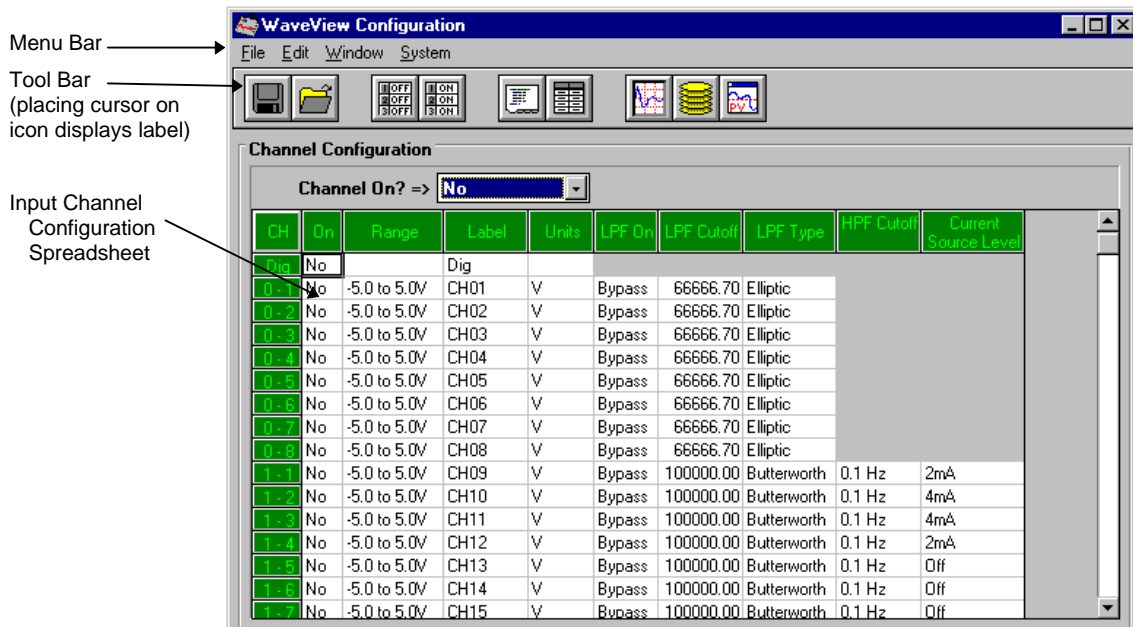 Menu Bar
Tool Bar
(placing cursor on
icon displays label)
Input Channel
Configuration
Spreadsheet
WaveView Configuration
File Edit Window System
1 OFF 2 OFF 3 OFF
1 ON 2 ON 3 ON
PV
Channel Configuration
Channel On? => No
CH On Range Label Units LPF On LPF Cutoff LPF Type HPF Cutoff Current Source Level
Dig No Dig
0 - 1 No -5.0 to 5.0V CH01 V Bypass 66666.70 Elliptic
0 - 2 No -5.0 to 5.0V CH02 V Bypass 66666.70 Elliptic
0 - 3 No -5.0 to 5.0V CH03 V Bypass 66666.70 Elliptic
0 - 4 No -5.0 to 5.0V CH04 V Bypass 66666.70 Elliptic
0 - 5 No -5.0 to 5.0V CH05 V Bypass 66666.70 Elliptic
0 - 6 No -5.0 to 5.0V CH06 V Bypass 66666.70 Elliptic
0 - 7 No -5.0 to 5.0V CH07 V Bypass 66666.70 Elliptic
0 - 8 No -5.0 to 5.0V CH08 V Bypass 66666.70 Elliptic
1 - 1 No -5.0 to 5.0V CH09 V Bypass 100000.00 Butterworth 0.1 Hz 2mA
1 - 2 No -5.0 to 5.0V CH10 V Bypass 100000.00 Butterworth 0.1 Hz 4mA
1 - 3 No -5.0 to 5.0V CH11 V Bypass 100000.00 Butterworth 0.1 Hz 4mA
1 - 4 No -5.0 to 5.0V CH12 V Bypass 100000.00 Butterworth 0.1 Hz 2mA
1 - 5 No -5.0 to 5.0V CH13 V Bypass 100000.00 Butterworth 0.1 Hz Off
1 - 6 No -5.0 to 5.0V CH14 V Bypass 100000.00 Butterworth 0.1 Hz Off
1 - 7 No -5.0 to 5.0V CH15 V Bypass 100000.00 Butterworth 0.1 Hz Off